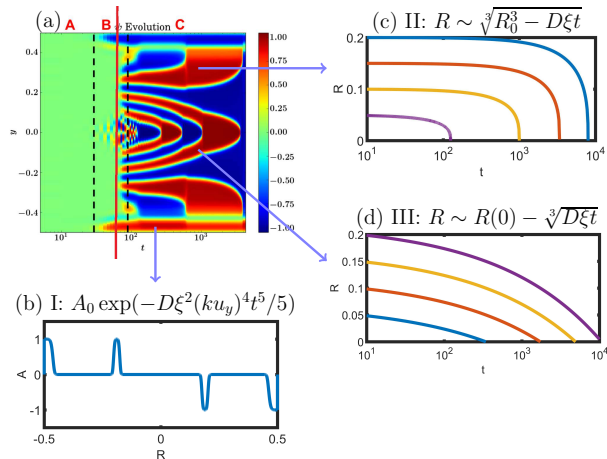 (a) A B ψ Evolution C
0.4
0.2
0.0
−0.2
−0.4
y
10¹ 10² 10³
t
1.00
0.75
0.50
0.25
0.00
−0.25
−0.50
−0.75
−1.00
(c) II: R ∼ ∛(R₀³ − Dξt)
0.2
0.15
0.1
0.05
0
R
10¹ 10² 10³ 10⁴
t
(d) III: R ∼ R(0) − ∛(Dξt)
0.2
0.15
0.1
0.05
0
R
10¹ 10² 10³ 10⁴
t
(b) I: A₀ exp(−Dξ²(ku_y)⁴t⁵/5)
1
0
-1
A
-0.5 0 0.5
R